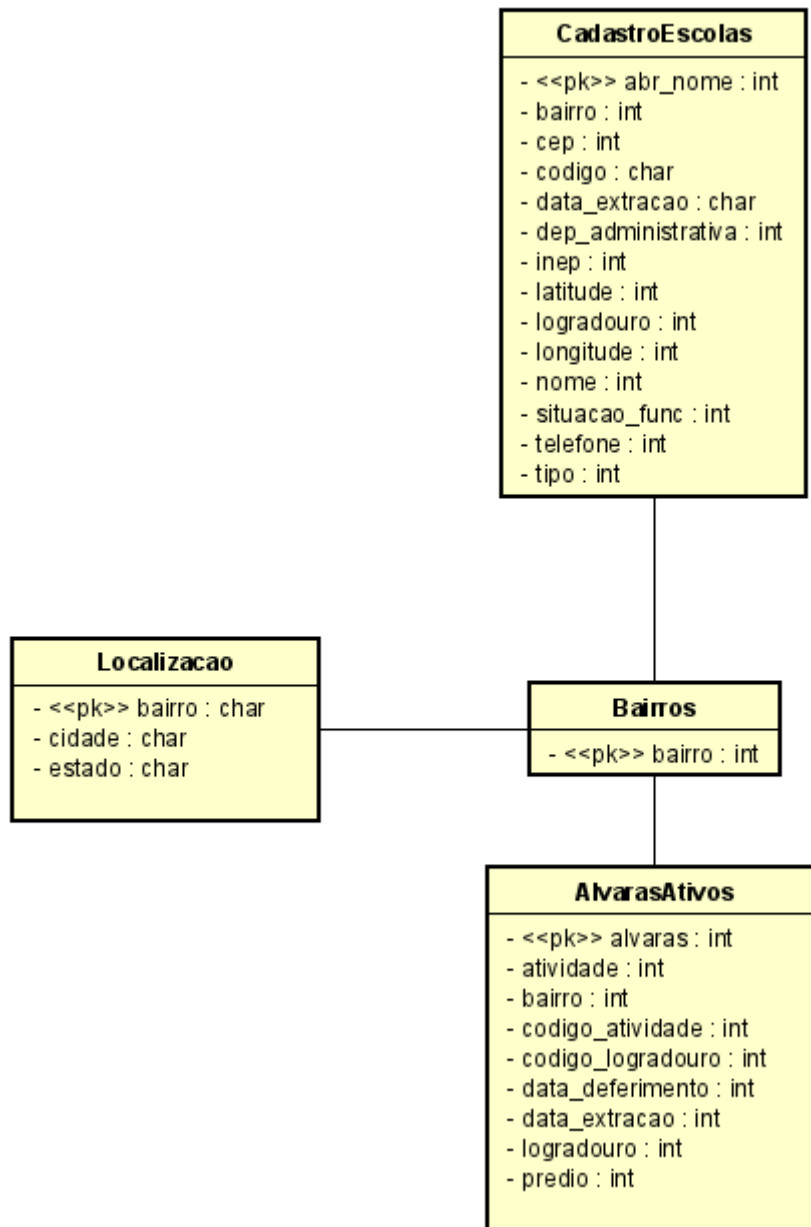 CadastroEscolas
- <<pk>> abr_nome : int
- bairro : int
- cep : int
- codigo : char
- data_extracao : char
- dep_administrativa : int
- inep : int
- latitude : int
- logradouro : int
- longitude : int
- nome : int
- situacao_func : int
- telefone : int
- tipo : int
Localizacao
- <<pk>> bairro : char
- cidade : char
- estado : char
Bairros
- <<pk>> bairro : int
AlvarasAtivos
- <<pk>> alvaras : int
- atividade : int
- bairro : int
- codigo_atividade : int
- codigo_logradouro : int
- data_deferimento : int
- data_extracao : int
- logradouro : int
- predio : int